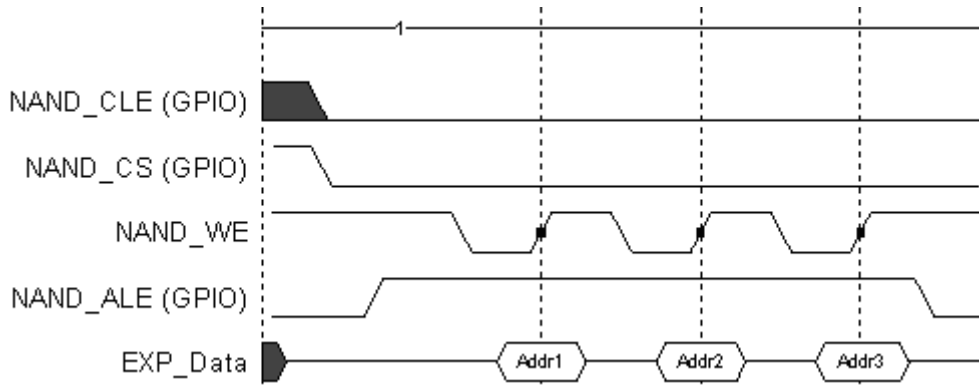 1
NAND_CLE (GPIO)
NAND_CS (GPIO)
NAND_WE
NAND_ALE (GPIO)
EXP_Data Addr1 Addr2 Addr3